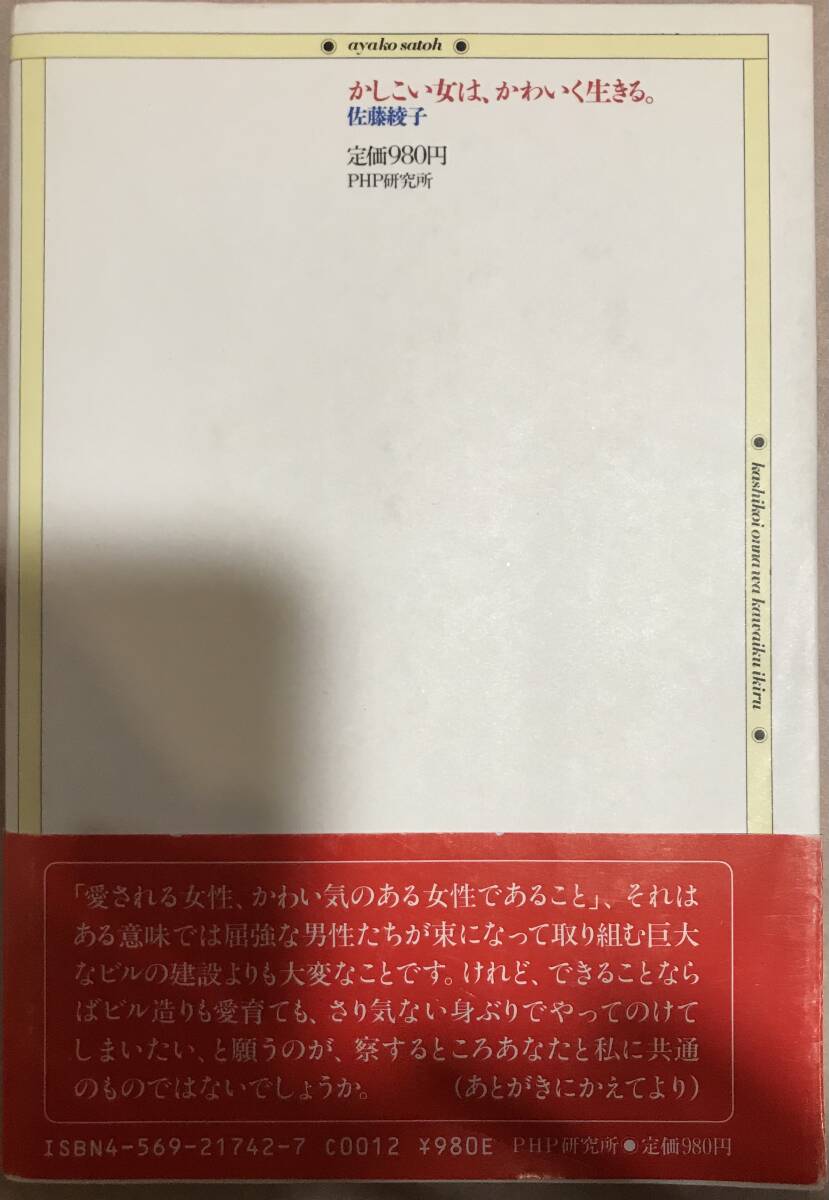 ayako satoh
かしこい女は、かわいく生きる。
佐藤綾子
定価980円
PHP研究所
kashikoi onna wa kawaiku ikiru
「愛される女性、かわい気のある女性であること」、それは
ある意味では屈強な男性たちが束になって取り組む巨大
なビルの建設よりも大変なことです。けれど、できることなら
ばビル造りも愛育ても、さり気ない身ぶりでやってのけて
しまいたい、と願うのが、察するところあなたと私に共通
のものではないでしょうか。 (あとがきにかえてより)
ISBN4-569-21742-7 C0012 ¥980E PHP研究所●定価980円